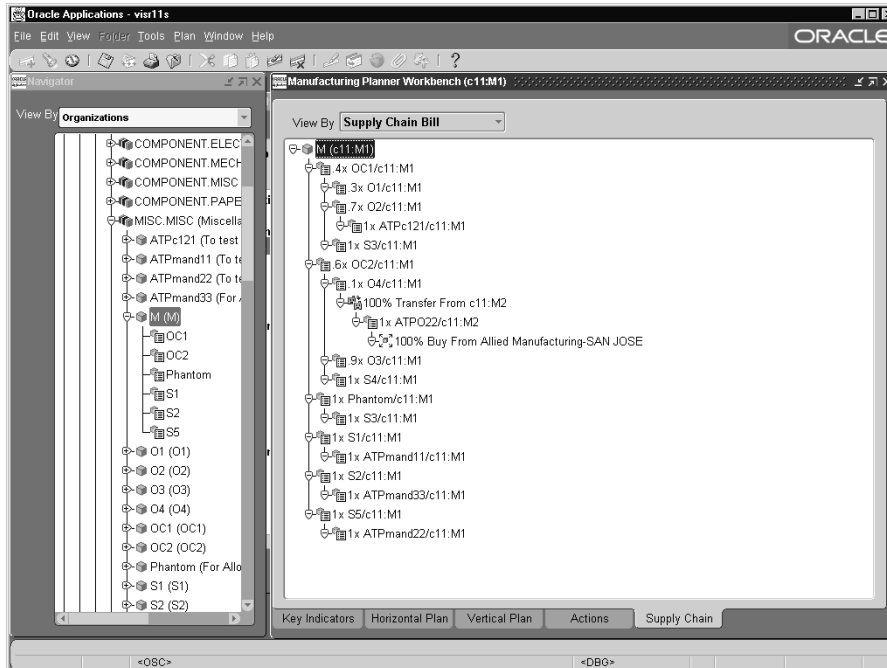 Oracle Applications - visr11s
File Edit View Folder Tools Plan Window Help
ORACLE
Navigator
View By Organizations
COMPONENT.ELEC
COMPONENT.MECH
COMPONENT.MISC
COMPONENT.PAPE
MISC.MISC (Miscella
ATPc121 (To test
ATPmand11 (To te
ATPmand22 (To te
ATPmand33 (For
M (M)
OC1
OC2
Phantom
S1
S2
S5
O1 (O1)
O2 (O2)
O3 (O3)
O4 (O4)
OC1 (OC1)
OC2 (OC2)
Phantom (For Allo
S1 (S1)
S2 (S2)
Manufacturing Planner Workbench (c11:M1)
View By Supply Chain Bill
M (c11:M1)
.4x OC1/c11:M1
.3x O1/c11:M1
.7x O2/c11:M1
1x ATPc121/c11:M1
1x S3/c11:M1
.6x OC2/c11:M1
.1x O4/c11:M1
100% Transfer From c11:M2
1x ATPO22/c11:M2
100% Buy From Allied Manufacturing-SAN JOSE
.9x O3/c11:M1
1x S4/c11:M1
1x Phantom/c11:M1
1x S3/c11:M1
1x S1/c11:M1
1x ATPmand11/c11:M1
1x S2/c11:M1
1x ATPmand33/c11:M1
1x S5/c11:M1
1x ATPmand22/c11:M1
Key Indicators Horizontal Plan Vertical Plan Actions Supply Chain
<OSC> <DBG>